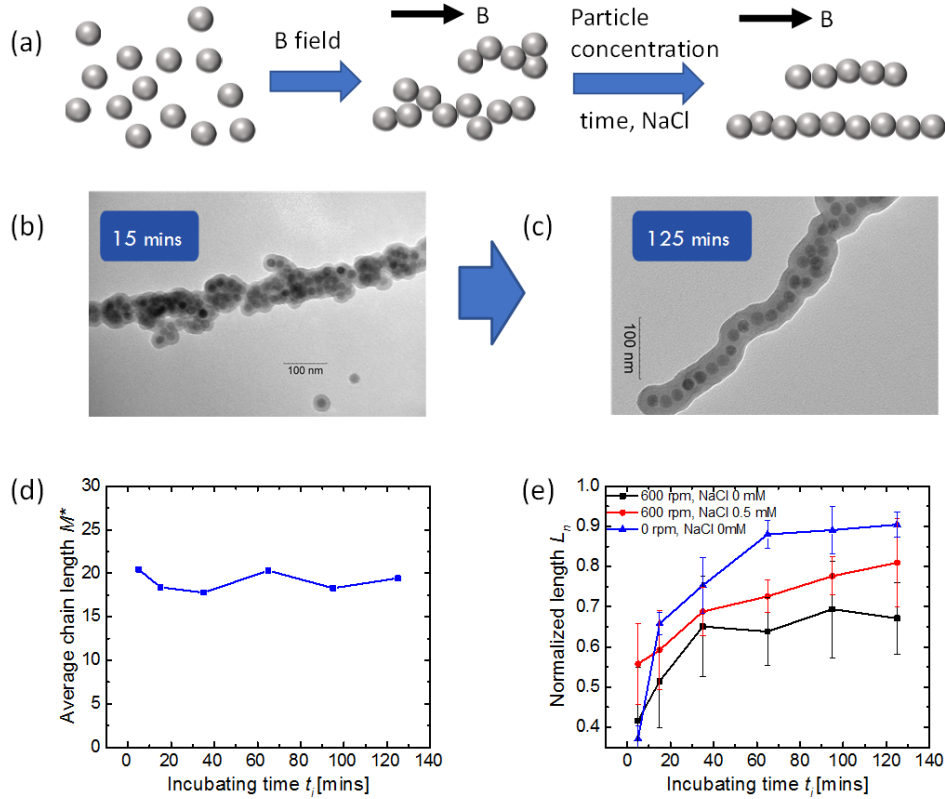 (a)
B field
B
Particle
concentration
time, NaCl
B
(b)
15 mins
100 nm
(c)
125 mins
100 nm
(d)
30
25
20
15
10
5
0
Average chain length M*
0 20 40 60 80 100 120 140
Incubating time t_i [mins]
(e)
600 rpm, NaCl 0 mM
600 rpm, NaCl 0.5 mM
0 rpm, NaCl 0mM
1.0
0.9
0.8
0.7
0.6
0.5
0.4
Normalized length L_n
0 20 40 60 80 100 120 140
Incubating time t_i [mins]